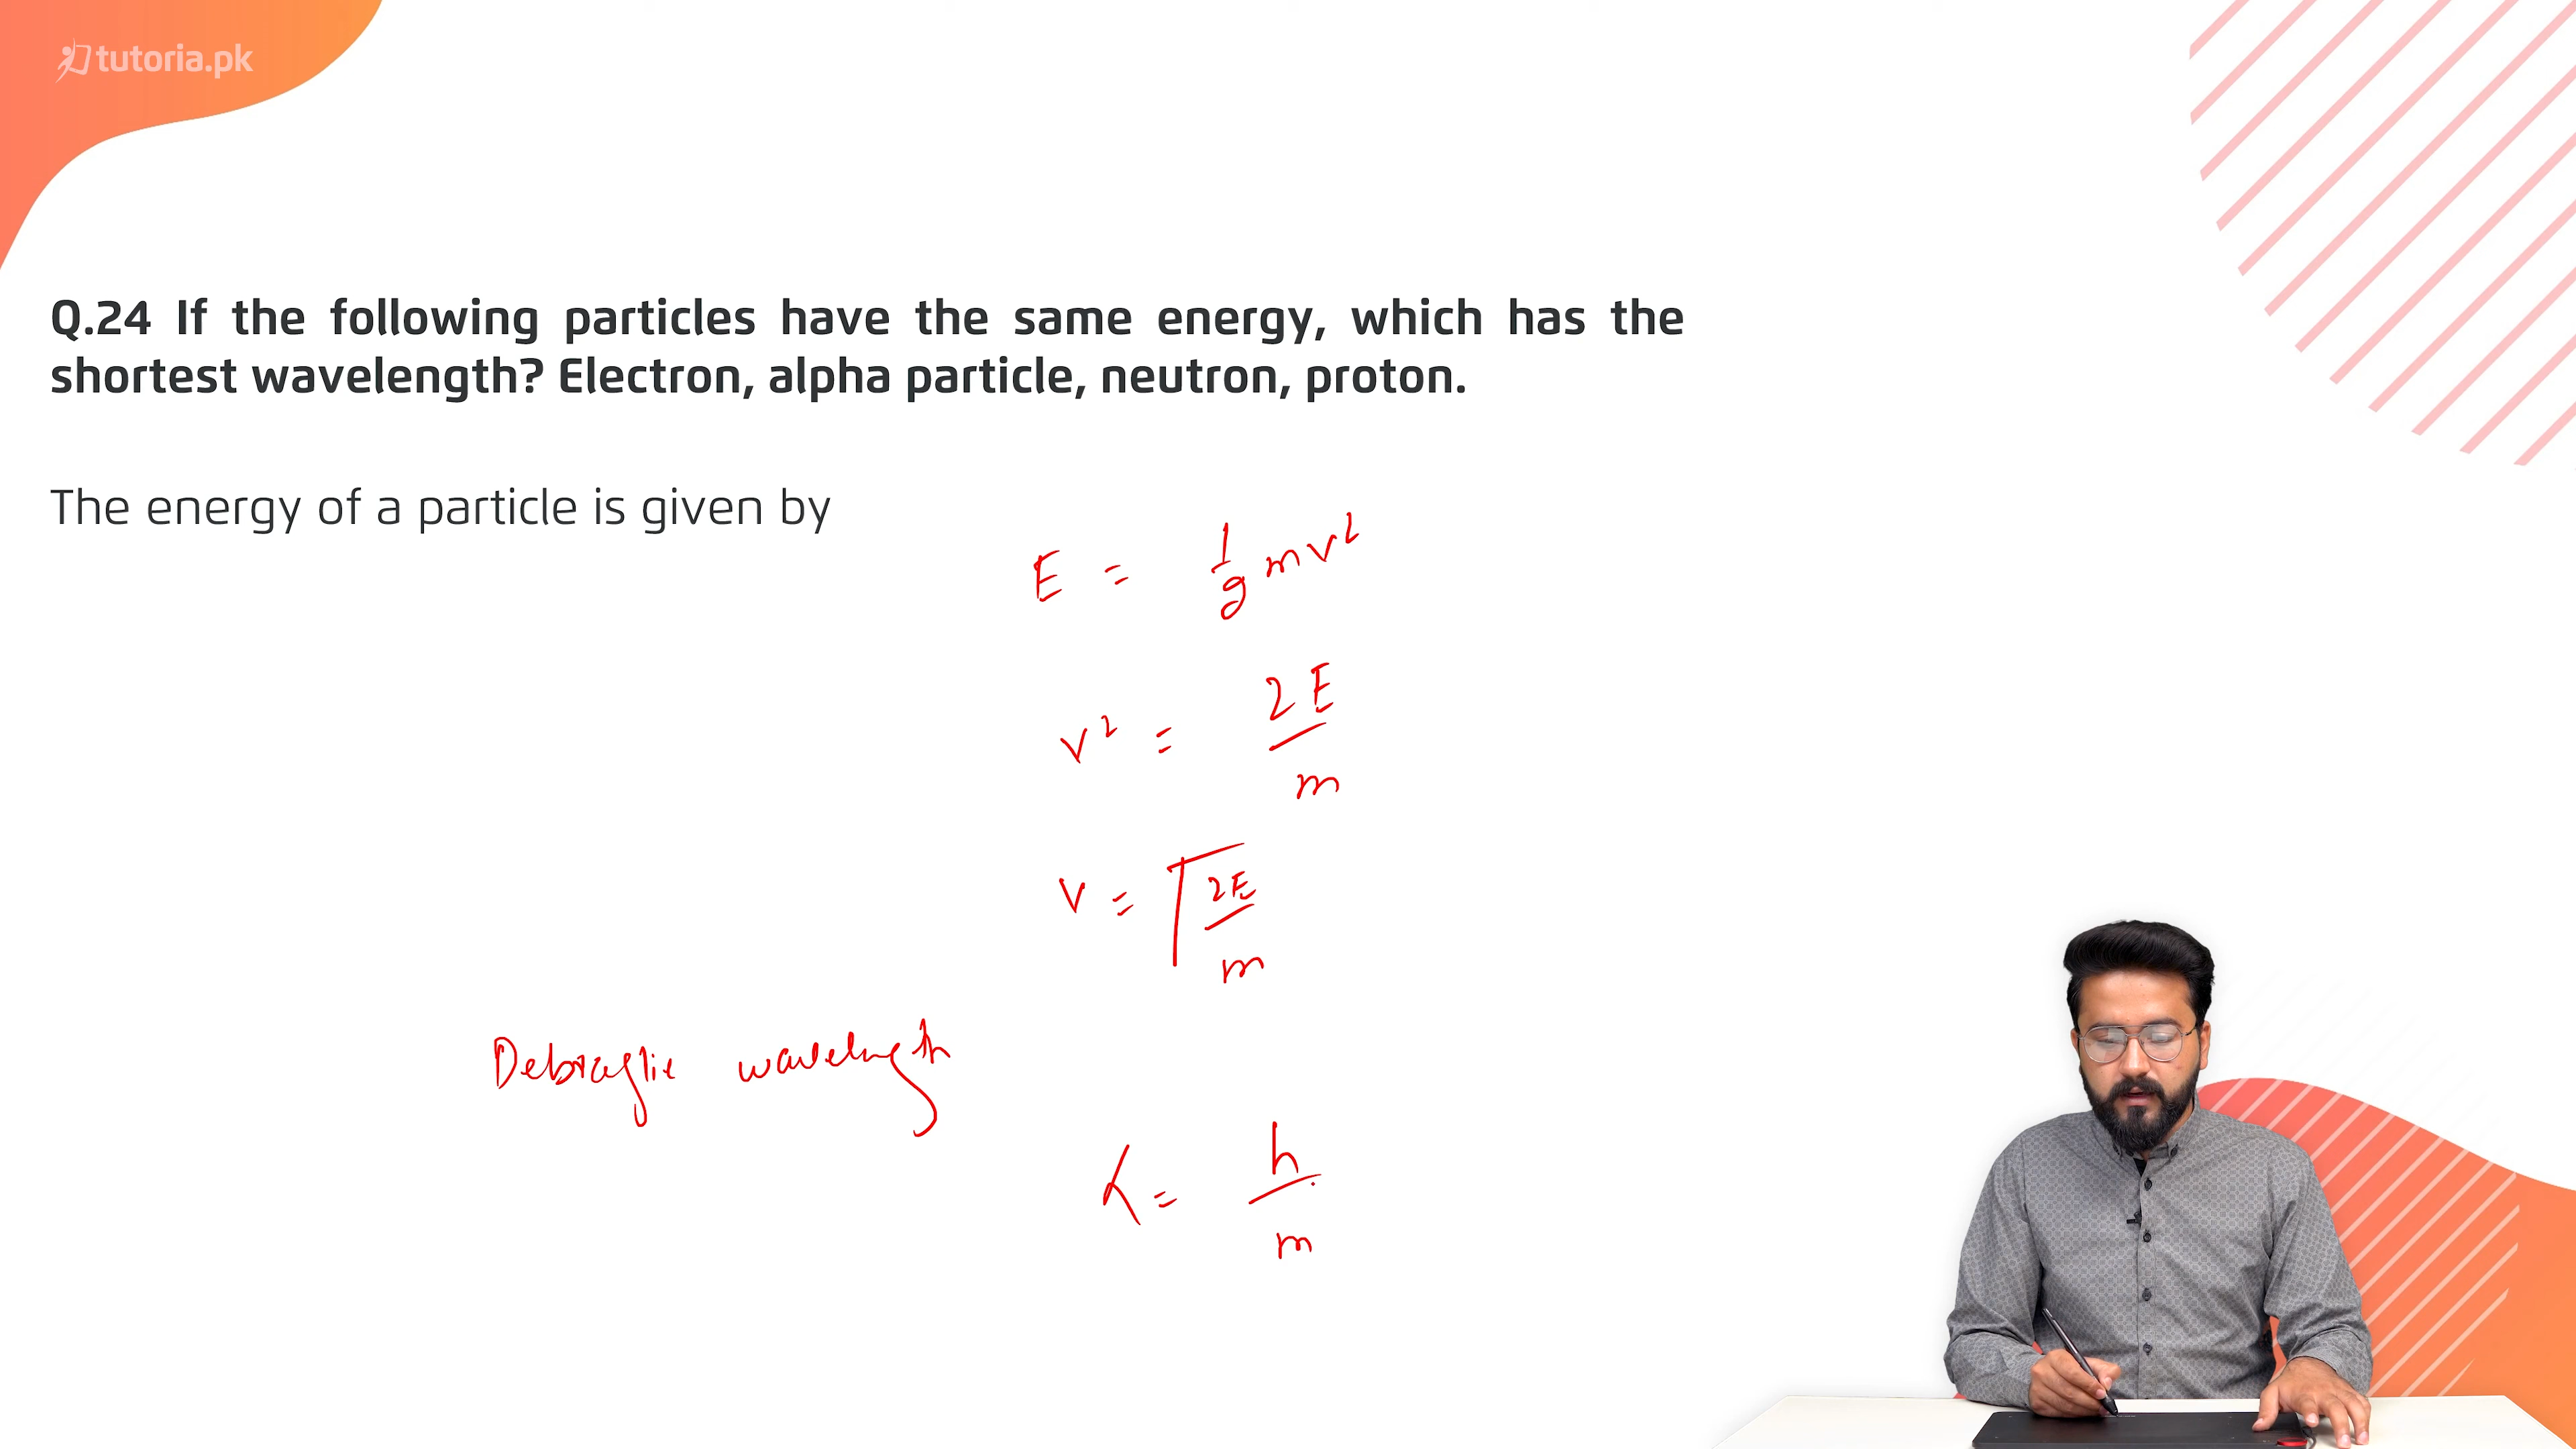 tutoria.pk
Q.24 If the following particles have the same energy, which has the
shortest wavelength? Electron, alpha particle, neutron, proton.
The energy of a particle is given by
E = 1/2 mv²
v² = 2E/m
v = √2E/m
Debraglie wavelength
λ = h/m